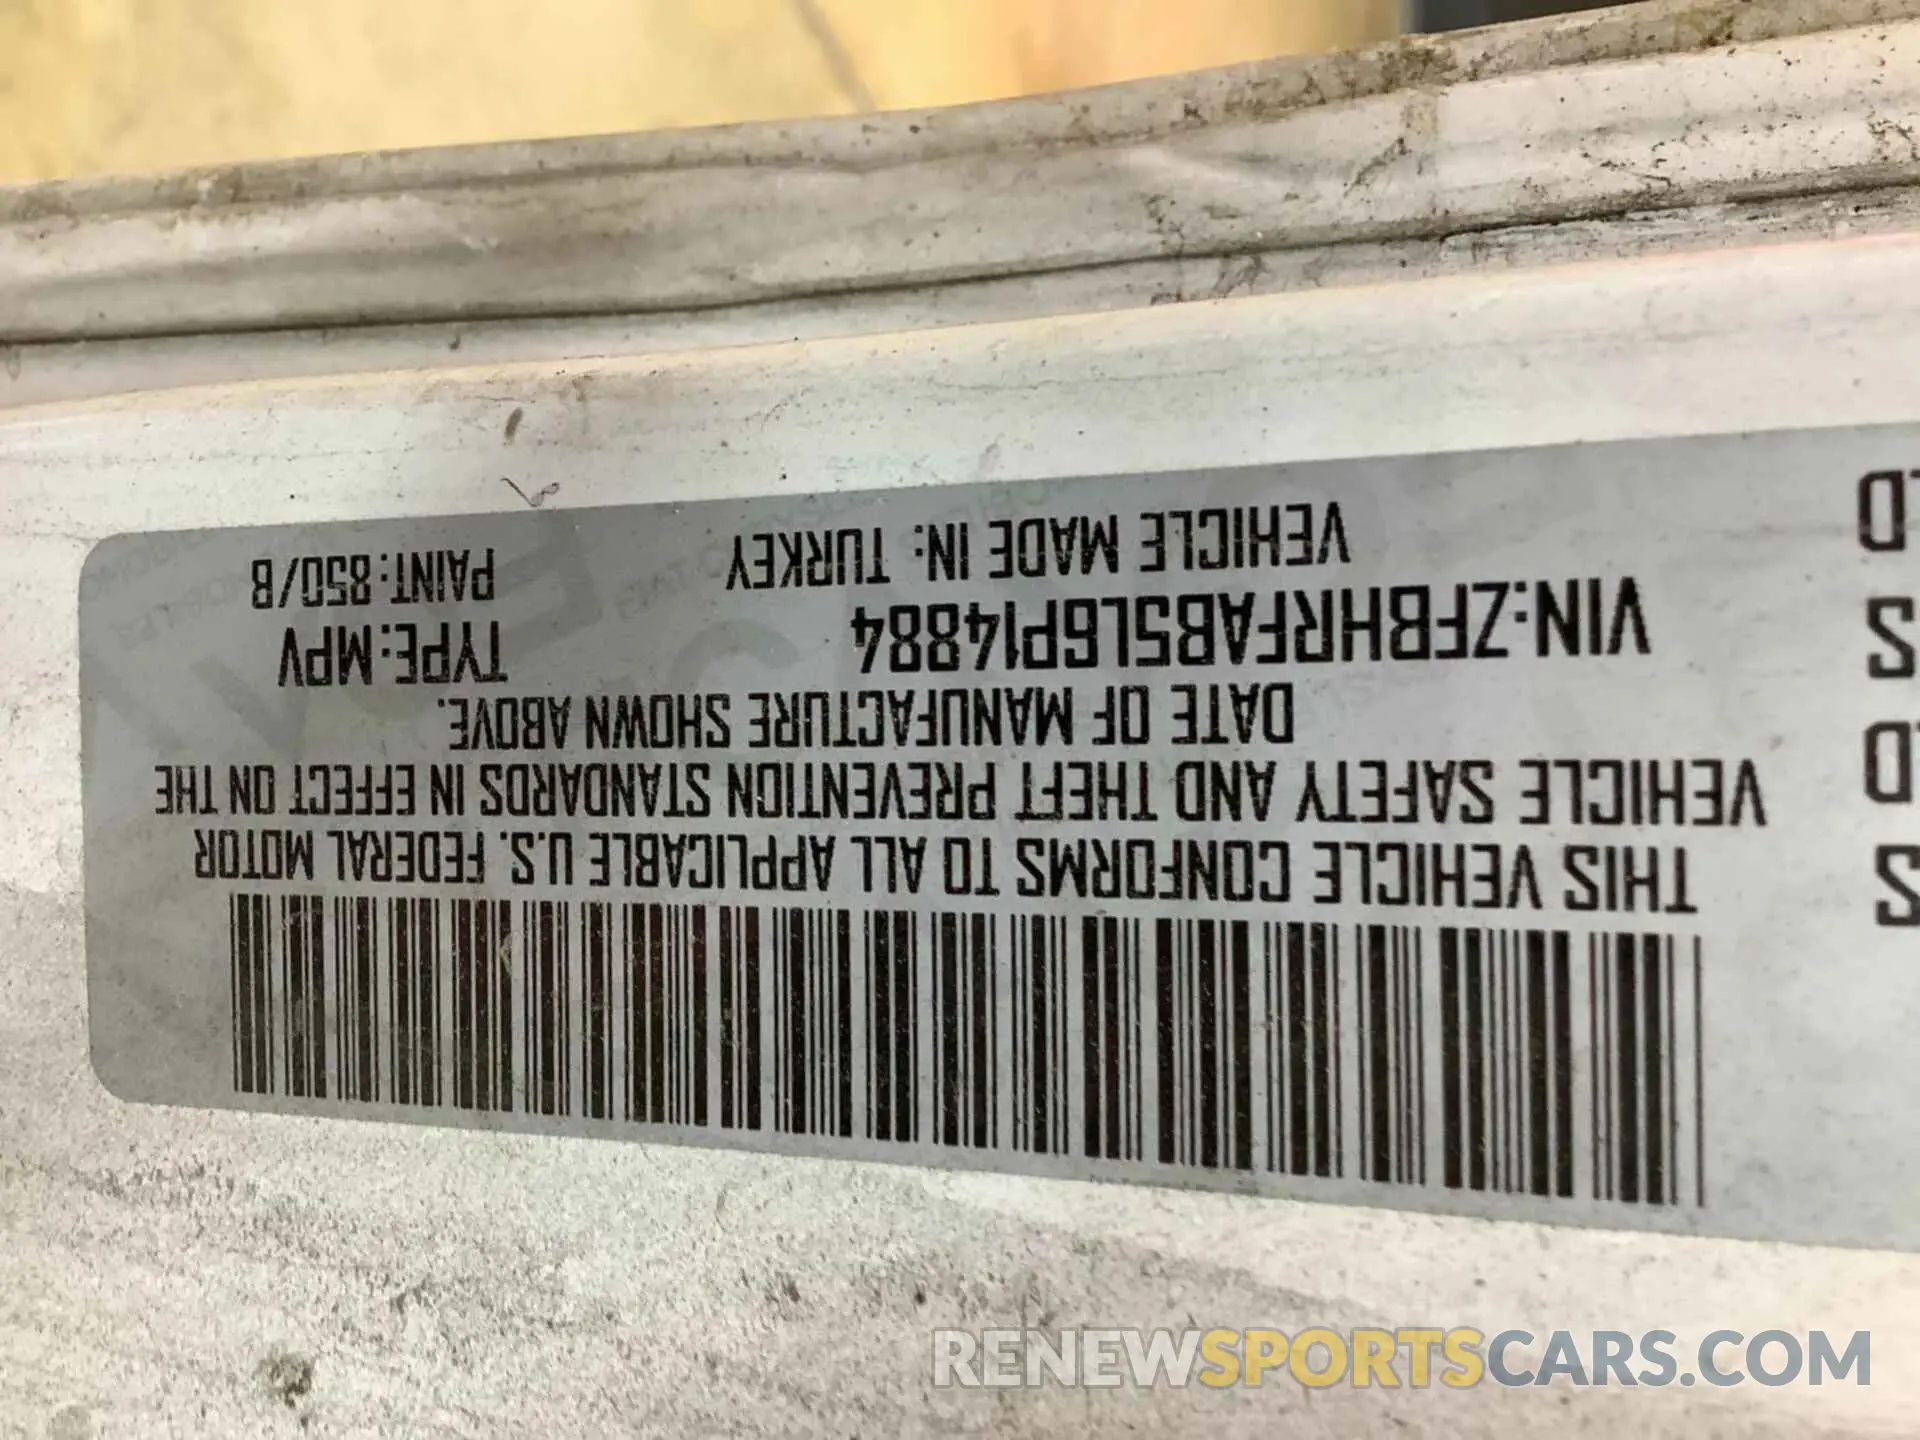 THIS VEHICLE CONFORMS TO ALL APPLICABLE U.S. FEDERAL MOTOR
VEHICLE SAFETY AND THEFT PREVENTION STANDARDS IN EFFECT ON THE
DATE OF MANUFACTURE SHOWN ABOVE.
VIN:ZFBHRFAB5L6P14884 TYPE:MPV
VEHICLE MADE IN: TURKEY PAINT:850/B
RENEWSPORTSCARS.COM